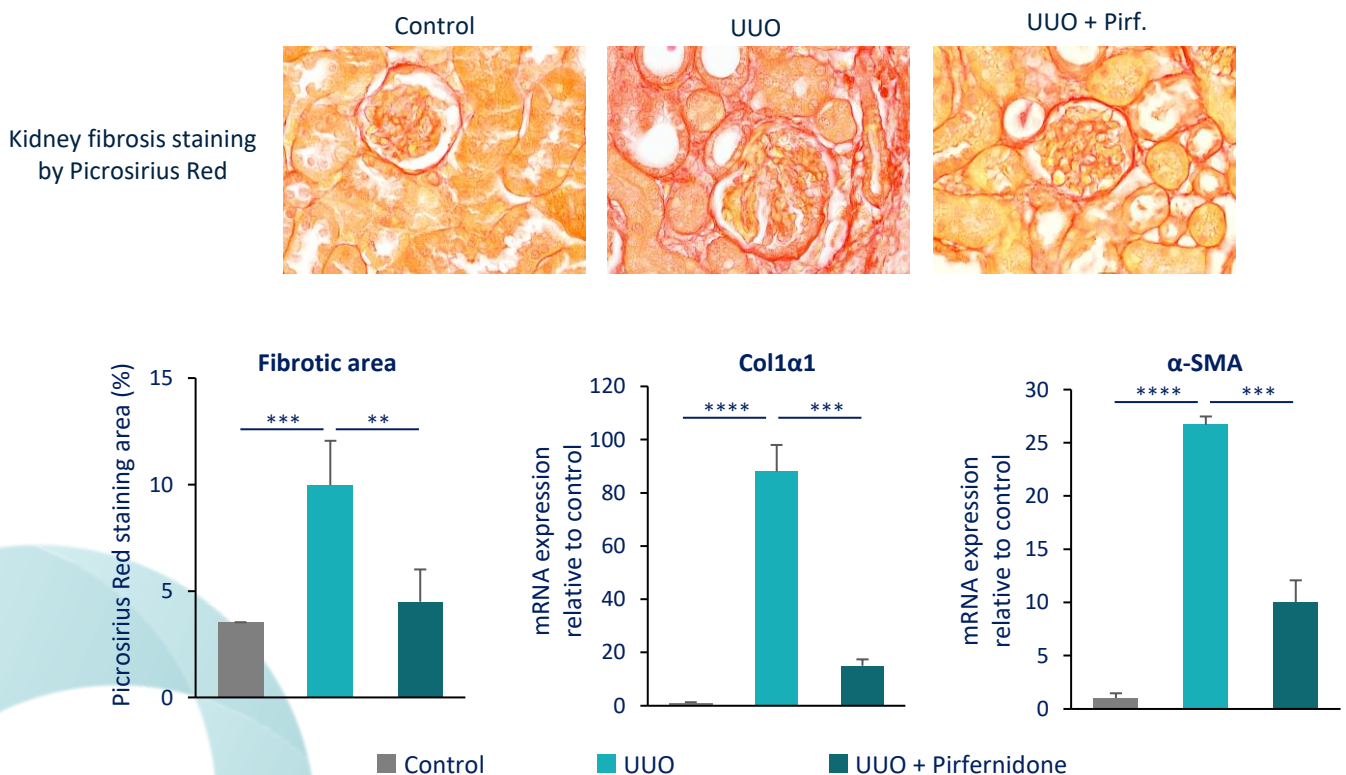 Control
UUO
UUO + Pirf.
Kidney fibrosis staining
by Picrosirius Red
Fibrotic area
Picrosirius Red staining area (%)
15
10
5
0
***
**
Col1α1
mRNA expression
relative to control
120
100
80
60
40
20
0
****
***
α-SMA
mRNA expression
relative to control
30
25
20
15
10
5
0
****
***
Control
UUO
UUO + Pirfernidone